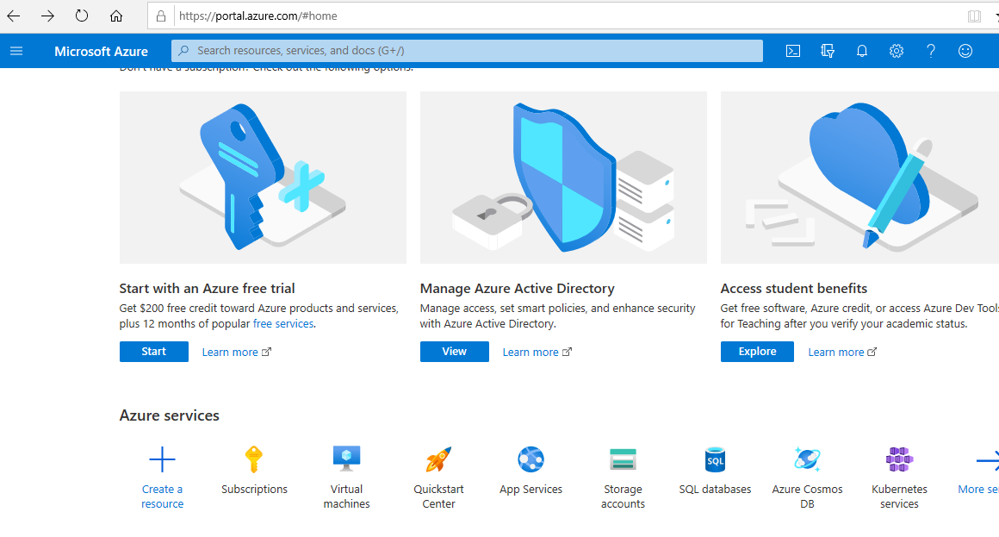 https://portal.azure.com/#home
Microsoft Azure
Search resources, services, and docs (G+/)
Don't have a subscription? Check out the following options.
Start with an Azure free trial
Get $200 free credit toward Azure products and services,
plus 12 months of popular free services.
Start
Learn more
Manage Azure Active Directory
Manage access, set smart policies, and enhance security
with Azure Active Directory.
View
Learn more
Access student benefits
Get free software, Azure credit, or access Azure Dev Tools
for Teaching after you verify your academic status.
Explore
Learn more
Azure services
Create a
resource
Subscriptions
Virtual
machines
Quickstart
Center
App Services
Storage
accounts
SQL
SQL databases
Azure Cosmos
DB
Kubernetes
services
More se